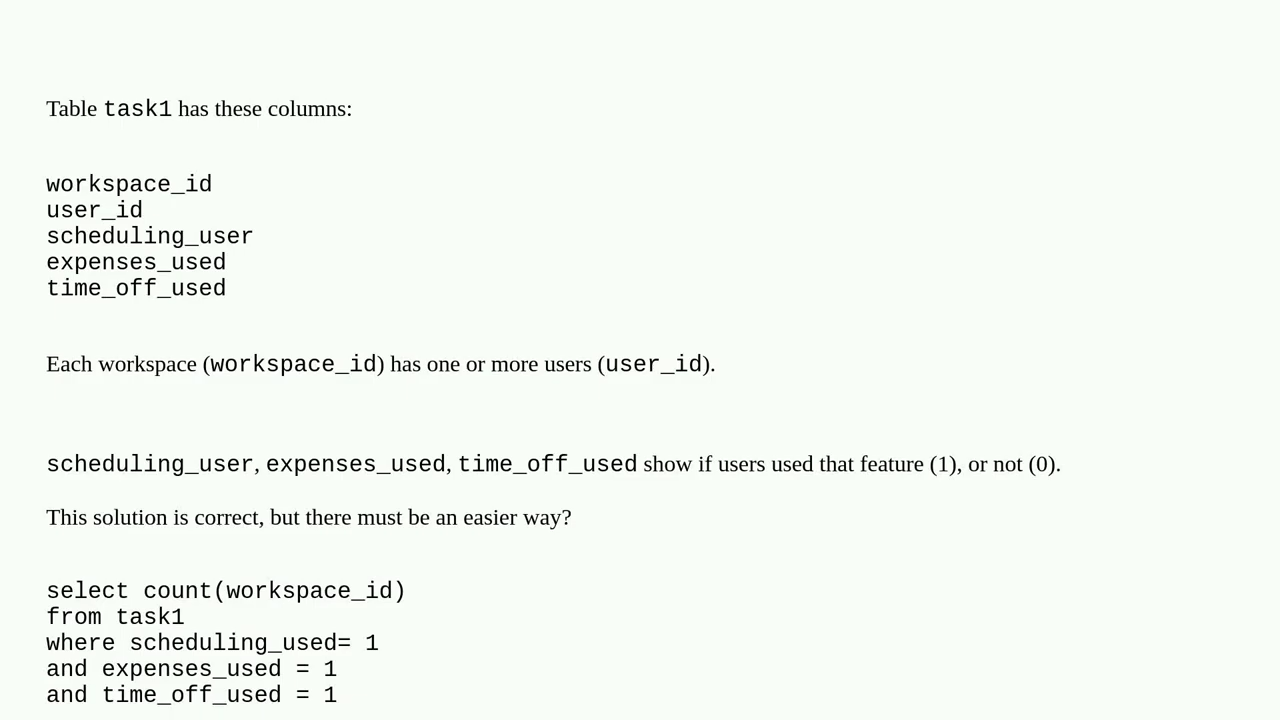 Table task1 has these columns:
workspace_id
user_id
scheduling_user
expenses_used
time_off_used
Each workspace (workspace_id) has one or more users (user_id).
scheduling_user, expenses_used, time_off_used show if users used that feature (1), or not (0).
This solution is correct, but there must be an easier way?
select count(workspace_id)
from task1
where scheduling_used= 1
and expenses_used = 1
and time_off_used = 1